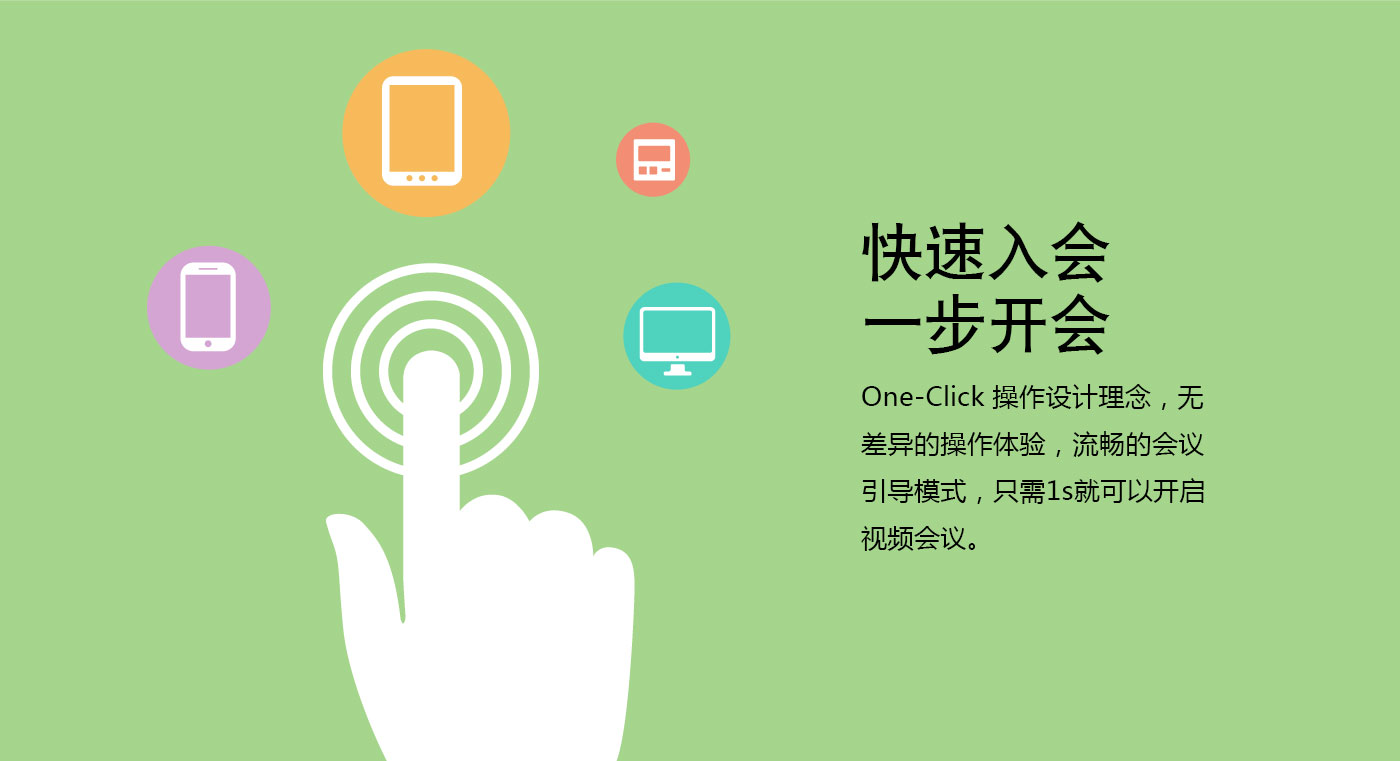 快速入会
一步开会
One-Click 操作设计理念，无
差异的操作体验，流畅的会议
引导模式，只需1s就可以开启
视频会议。